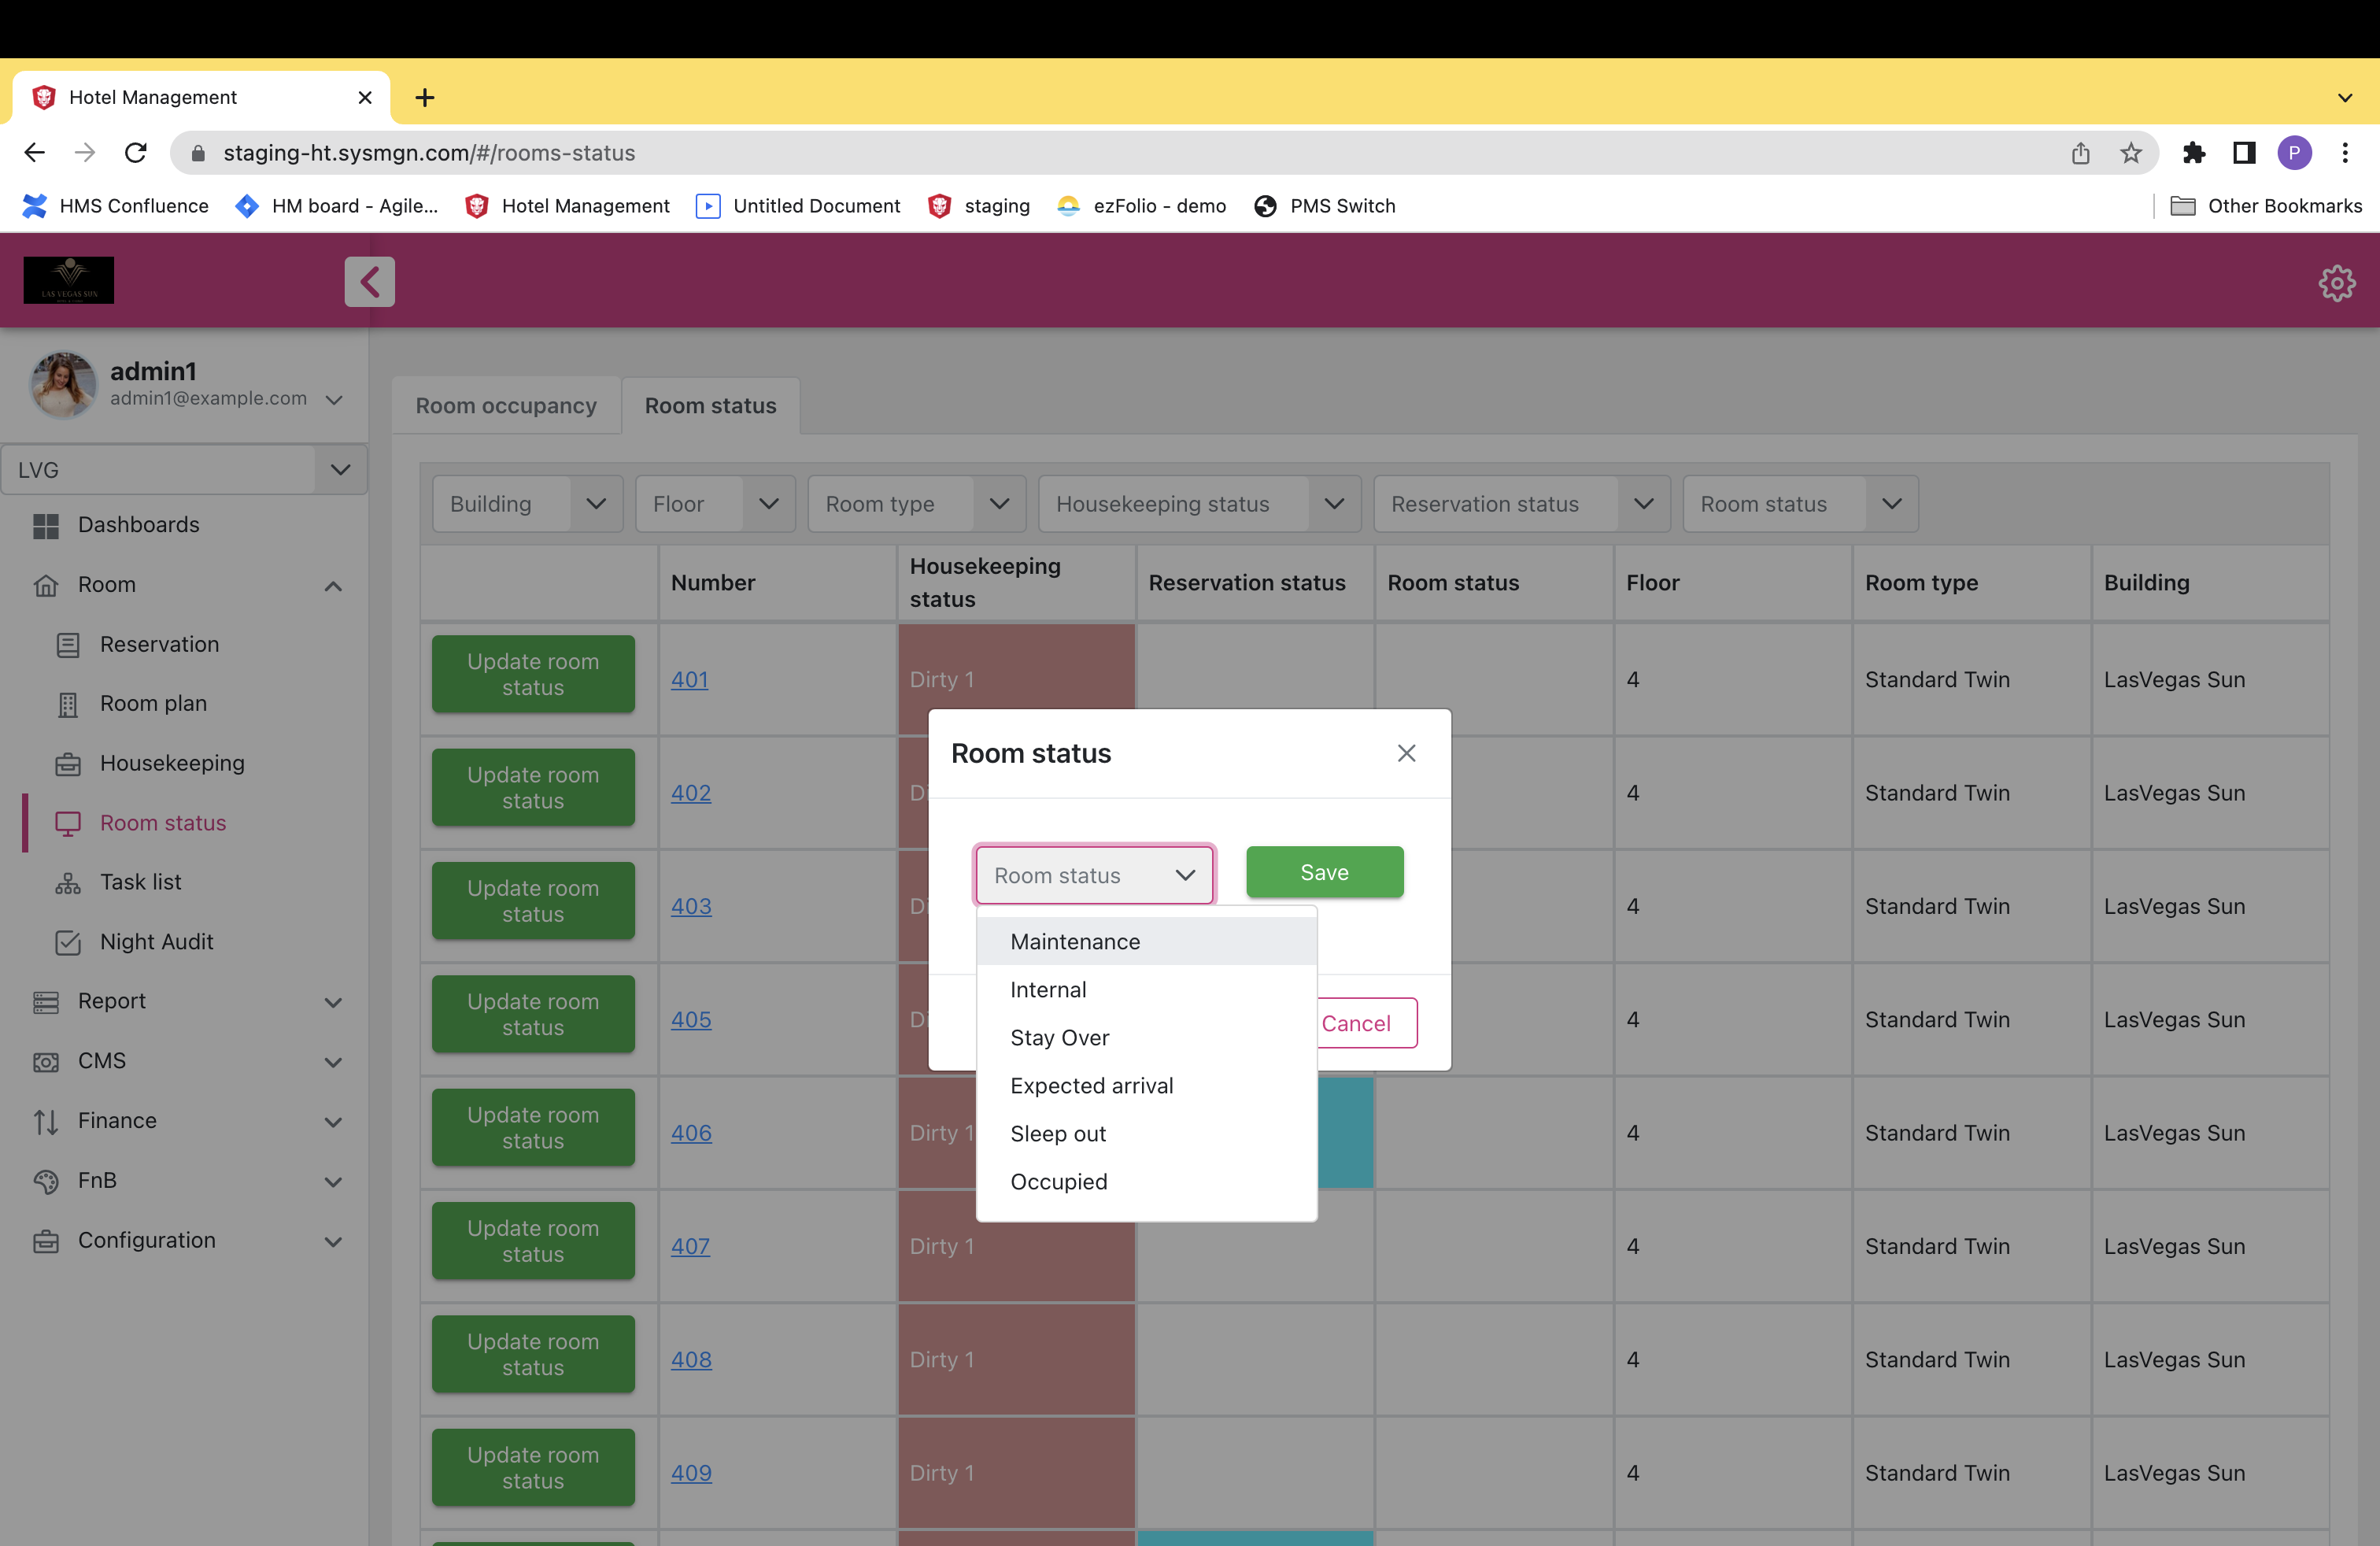 Hotel Management
staging-ht.sysmgn.com/#/rooms-status
P
HMS Confluence
HM board - Agile...
Hotel Management
Untitled Document
staging
ezFolio - demo
PMS Switch
Other Bookmarks
LAS VEGAS SUN
admin1
admin1@example.com
LVG
Dashboards
Room
Reservation
Room plan
Housekeeping
Room status
Task list
Night Audit
Report
CMS
Finance
FnB
Configuration
Room occupancy
Room status
Building
Floor
Room type
Housekeeping status
Reservation status
Room status
Number
Housekeeping
status
Reservation status
Room status
Floor
Room type
Building
Update room
status
401
Dirty 1
4
Standard Twin
LasVegas Sun
Update room
status
402
4
Standard Twin
LasVegas Sun
Update room
status
403
4
Standard Twin
LasVegas Sun
Update room
status
405
4
Standard Twin
LasVegas Sun
Update room
status
406
Dirty 1
4
Standard Twin
LasVegas Sun
Update room
status
407
Dirty 1
4
Standard Twin
LasVegas Sun
Update room
status
408
Dirty 1
4
Standard Twin
LasVegas Sun
Update room
status
409
Dirty 1
4
Standard Twin
LasVegas Sun
Room status
Room status
Save
Maintenance
Internal
Stay Over
Expected arrival
Sleep out
Occupied
Cancel